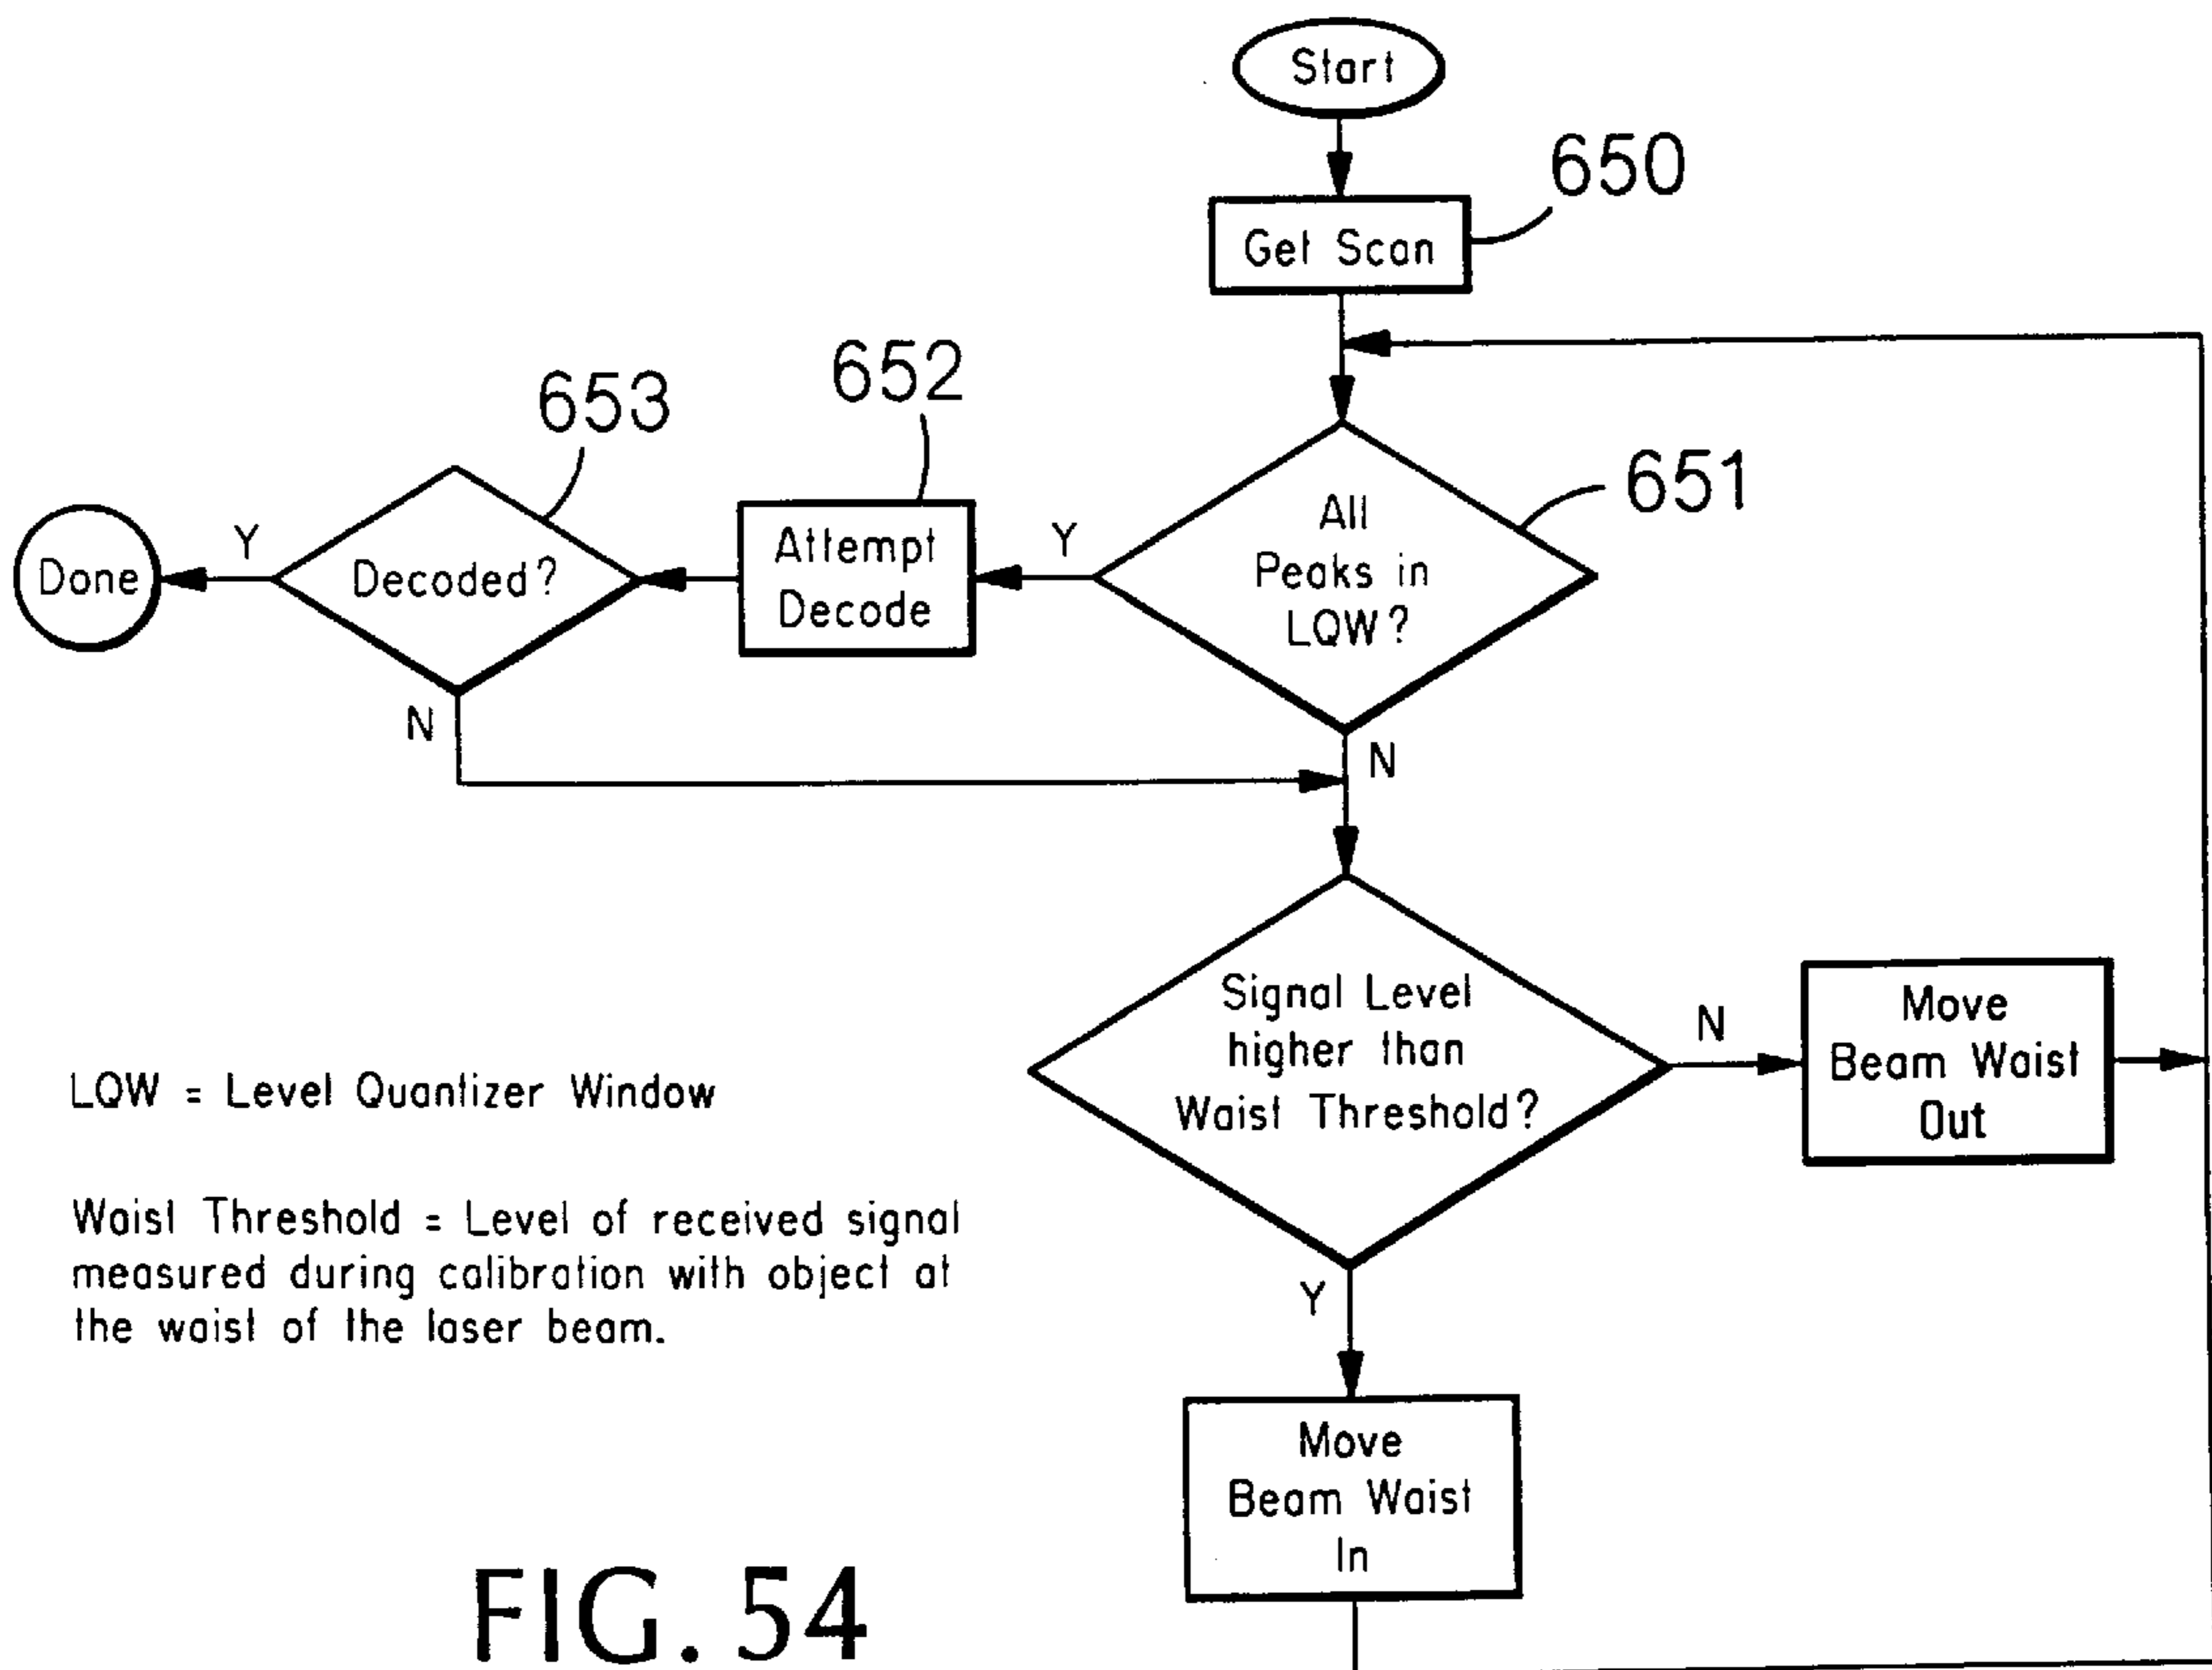 Start
650
Get Scan
653
652
651
All
Peaks in
LQW?
Y
Attempt
Decode
Decoded?
Y
Done
N
N
Signal Level
higher than
Waist Threshold?
N
Move
Beam Waist
Out
LQW = Level Quantizer Window
Waist Threshold = Level of received signal
measured during calibration with object at
the waist of the laser beam.
Y
Move
Beam Waist
In
FIG. 54